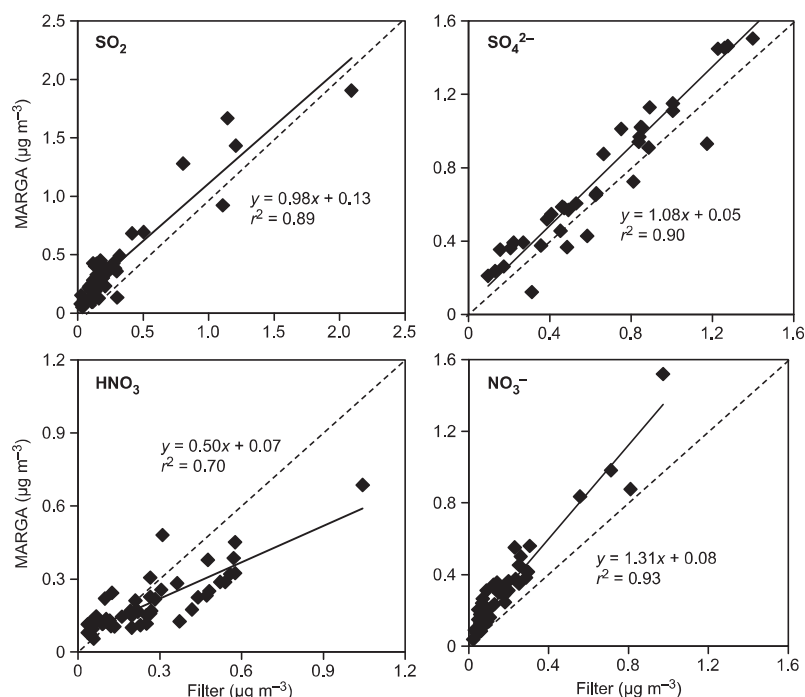 SO₂
MARGA (µg m⁻³)
2.5
2.0
1.5
1.0
0.5
0
0 0.5 1.0 1.5 2.0 2.5
y = 0.98x + 0.13
r² = 0.89
SO₄²⁻
1.6
1.2
0.8
0.4
0
0 0.4 0.8 1.2 1.6
y = 1.08x + 0.05
r² = 0.90
HNO₃
MARGA (µg m⁻³)
1.2
0.9
0.6
0.3
0
0 0.3 0.6 0.9 1.2
Filter (µg m⁻³)
y = 0.50x + 0.07
r² = 0.70
NO₃⁻
1.6
1.2
0.8
0.4
0
0 0.4 0.8 1.2 1.6
Filter (µg m⁻³)
y = 1.31x + 0.08
r² = 0.93